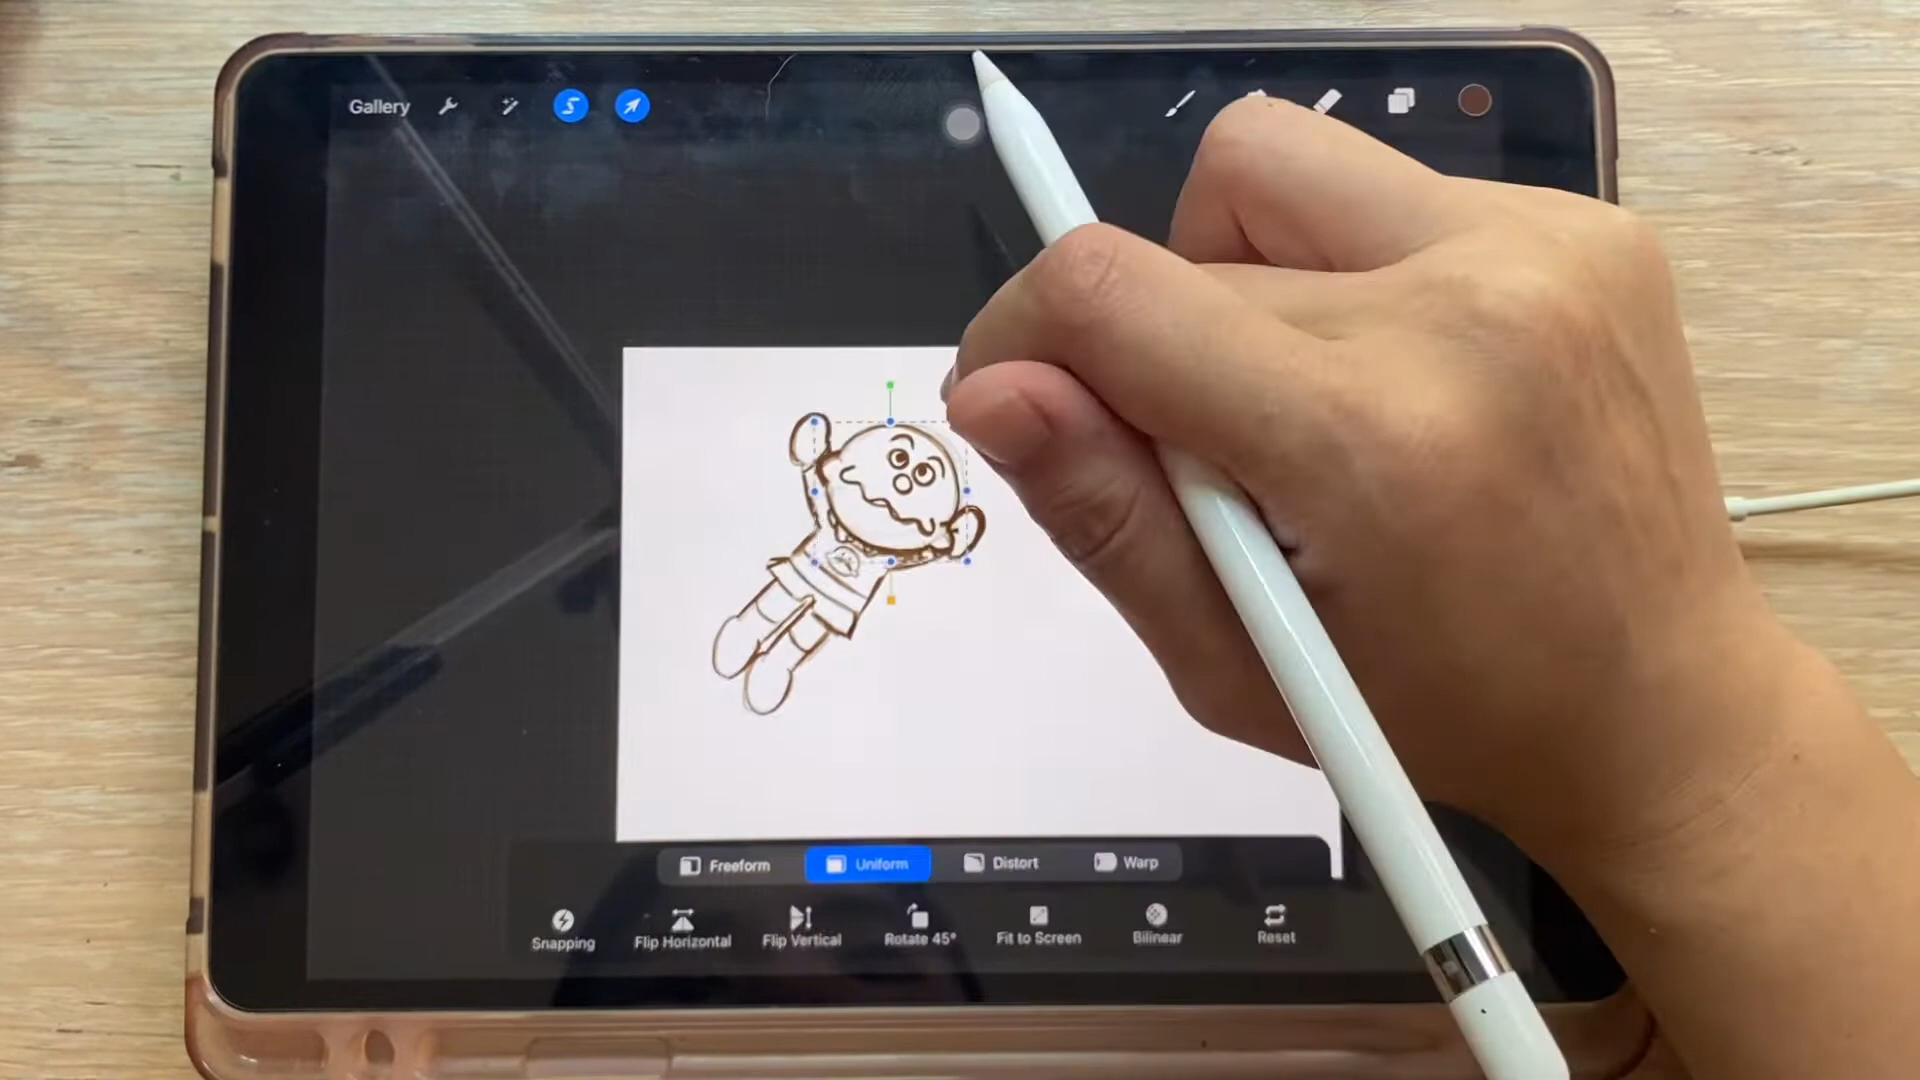 Gallery
Freeform Uniform Distort Warp
Snapping Flip Horizontal Flip Vertical Rotate 45° Fit to Screen Bilinear Reset